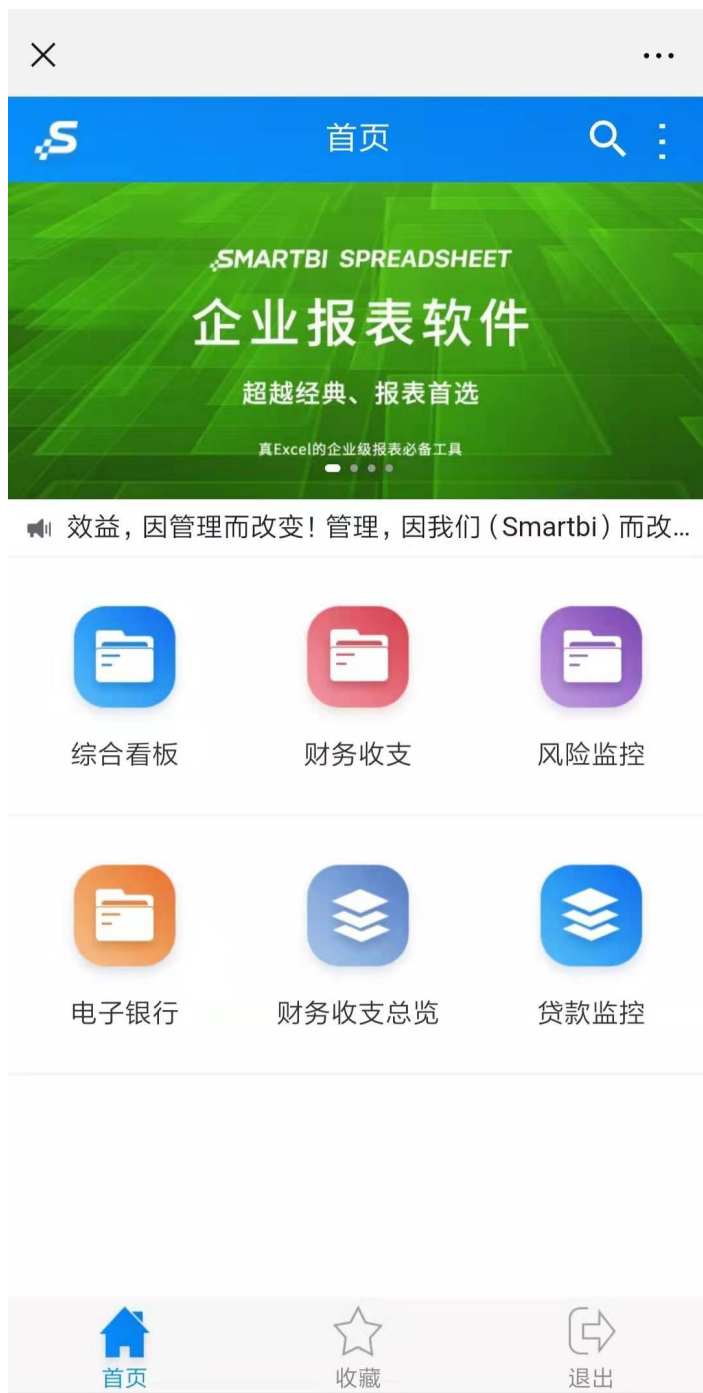 首页
SMARTBI SPREADSHEET
企业报表软件
超越经典、报表首选
真Excel的企业级报表必备工具
效益，因管理而改变！管理，因我们（Smartbi）而改...
综合看板
财务收支
风险监控
电子银行
财务收支总览
贷款监控
首页
收藏
退出